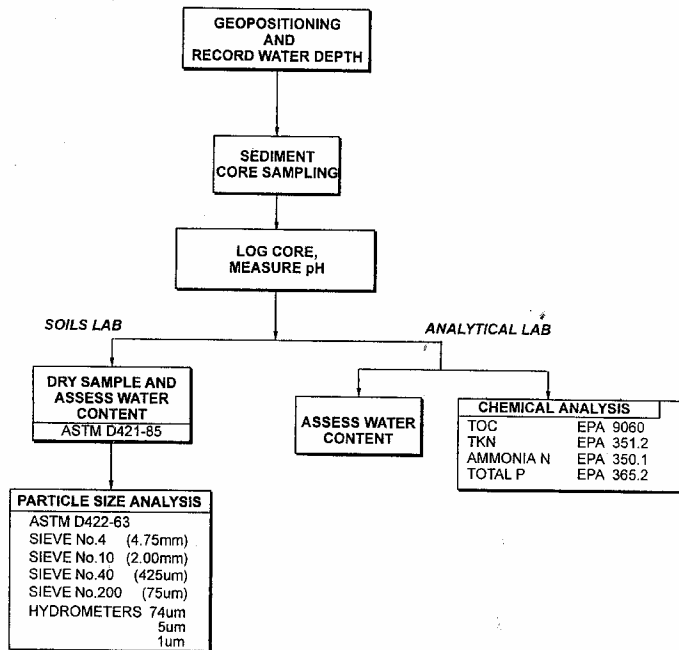 GEOPOSITIONING
AND
RECORD WATER DEPTH
SEDIMENT
CORE SAMPLING
LOG CORE,
MEASURE pH
SOILS LAB
ANALYTICAL LAB
DRY SAMPLE AND
ASSESS WATER
CONTENT
ASTM D421-85
ASSESS WATER
CONTENT
CHEMICAL ANALYSIS
TOC EPA 9060
TKN EPA 351.2
AMMONIA N EPA 350.1
TOTAL P EPA 365.2
PARTICLE SIZE ANALYSIS
ASTM D422-63
SIEVE No.4 (4.75mm)
SIEVE No.10 (2.00mm)
SIEVE No.40 (425um)
SIEVE No.200 (75um)
HYDROMETERS 74um
5um
1um